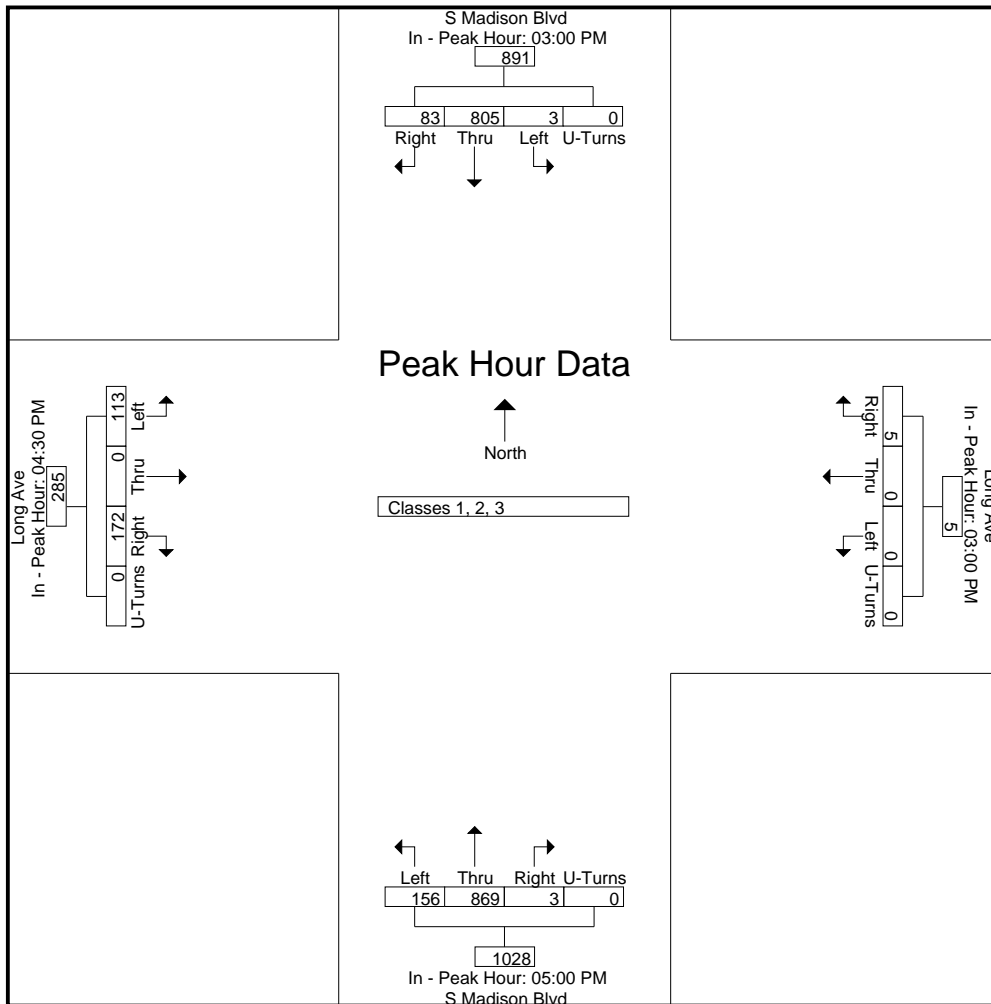 S Madison Blvd
In - Peak Hour: 03:00 PM
891
83 805 3 0
Right Thru Left U-Turns
Peak Hour Data
North
Classes 1, 2, 3
Long Ave
In - Peak Hour: 04:30 PM
285
113 0 172 0
Left Thru Right U-Turns
Right Thru Left U-Turns
5 0 0 0
5
In - Peak Hour: 03:00 PM
Long Ave
Left Thru Right U-Turns
156 869 3 0
1028
In - Peak Hour: 05:00 PM
S Madison Blvd